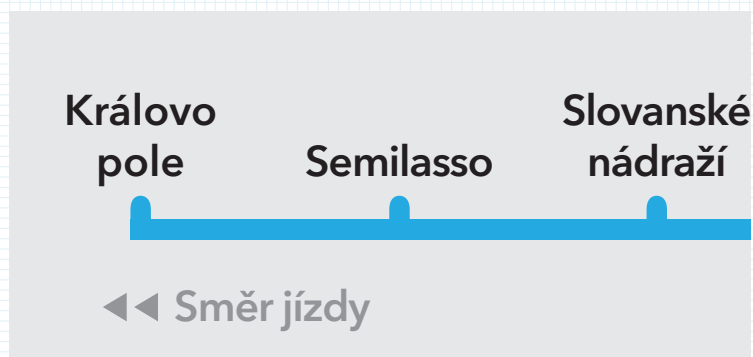 Královo
pole
Semilasso
Slovanské
nádraží
Směr jízdy